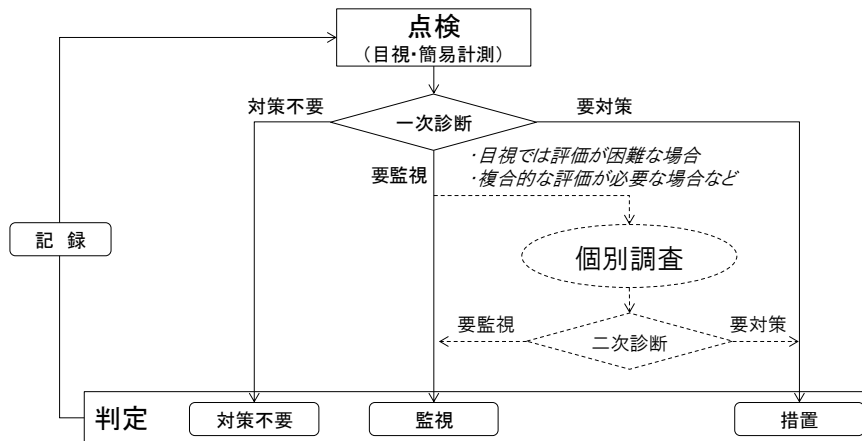 点検
(目視・簡易計測)
対策不要
一次診断
要対策
・目視では評価が困難な場合
・複合的な評価が必要な場合など
要監視
記 録
個別調査
要監視
二次診断
要対策
判定
対策不要
監視
措置